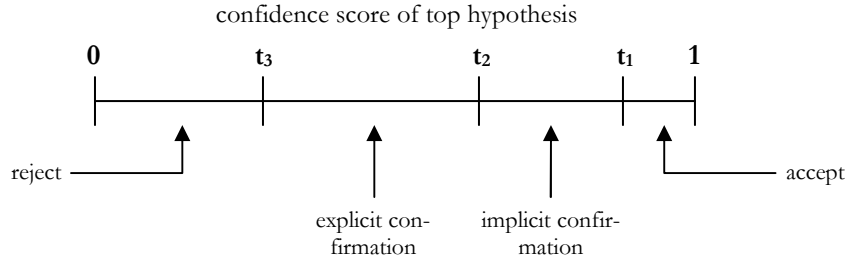 confidence score of top hypothesis
0 t₃ t₂ t₁ 1
reject
accept
explicit con-
firmation
implicit confir-
mation